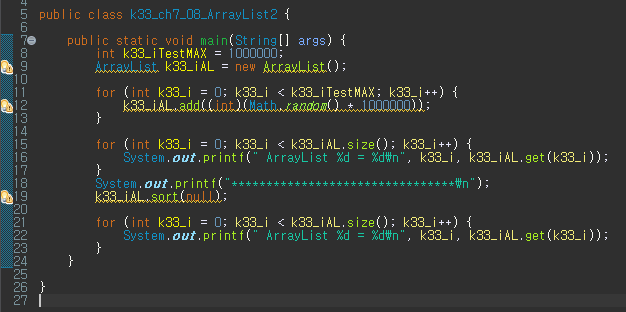 4
5 public class k33_ch7_08_ArrayList2 {
6
7 public static void main(String[] args) {
8 int k33_iTestMAX = 1000000;
9 ArrayList k33_iAL = new ArrayList();
10
11 for (int k33_i = 0; k33_i < k33_iTestMAX; k33_i++) {
12 k33_iAL.add((int)(Math.random() * 1000000));
13 }
14
15 for (int k33_i = 0; k33_i < k33_iAL.size(); k33_i++) {
16 System.out.printf(" ArrayList %d = %d₩n", k33_i, k33_iAL.get(k33_i));
17 }
18 System.out.printf("*********************************₩n");
19 k33_iAL.sort(null);
20
21 for (int k33_i = 0; k33_i < k33_iAL.size(); k33_i++) {
22 System.out.printf(" ArrayList %d = %d₩n", k33_i, k33_iAL.get(k33_i));
23 }
24 }
25
26 }
27